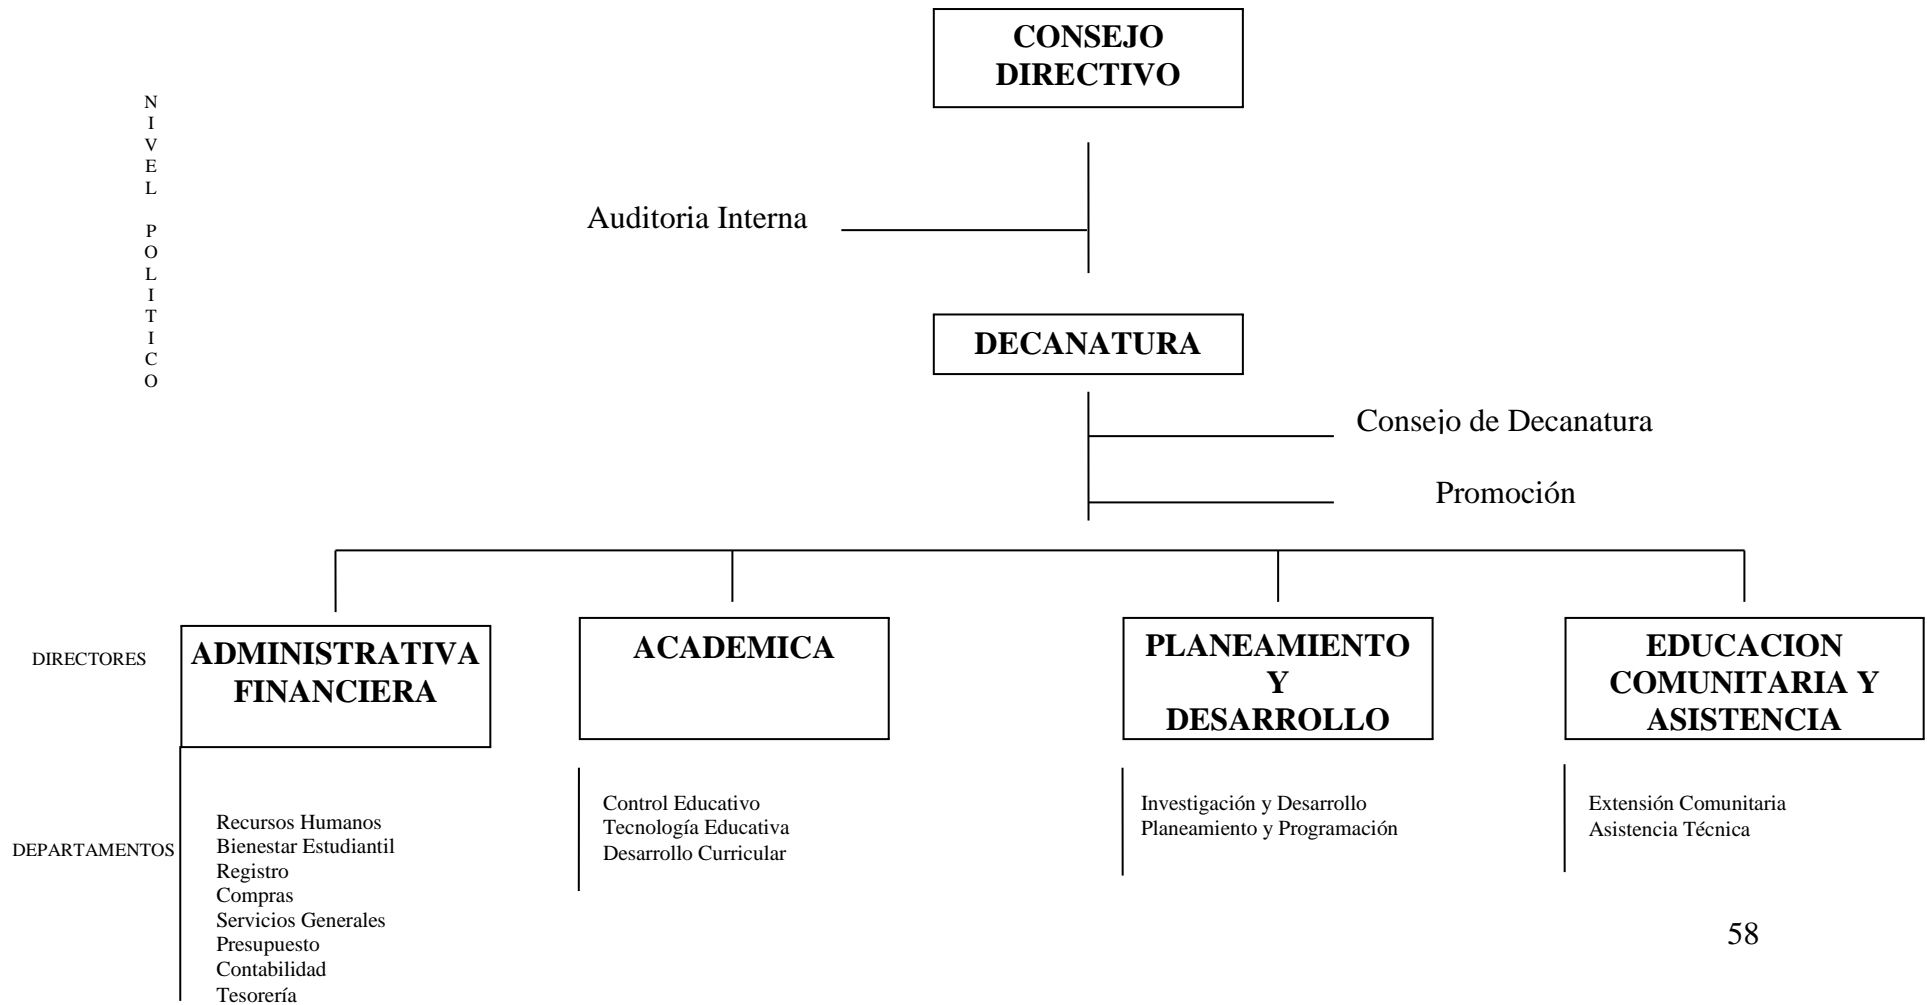 CONSEJO
DIRECTIVO
NIVEL POLITICO
Auditoria Interna
DECANATURA
Consejo de Decanatura
Promoción
DIRECTORES
ADMINISTRATIVA
FINANCIERA
ACADEMICA
PLANEAMIENTO
Y
DESARROLLO
EDUCACION
COMUNITARIA Y
ASISTENCIA
DEPARTAMENTOS
Recursos Humanos
Bienestar Estudiantil
Registro
Compras
Servicios Generales
Presupuesto
Contabilidad
Tesorería
Control Educativo
Tecnología Educativa
Desarrollo Curricular
Investigación y Desarrollo
Planeamiento y Programación
Extensión Comunitaria
Asistencia Técnica
58